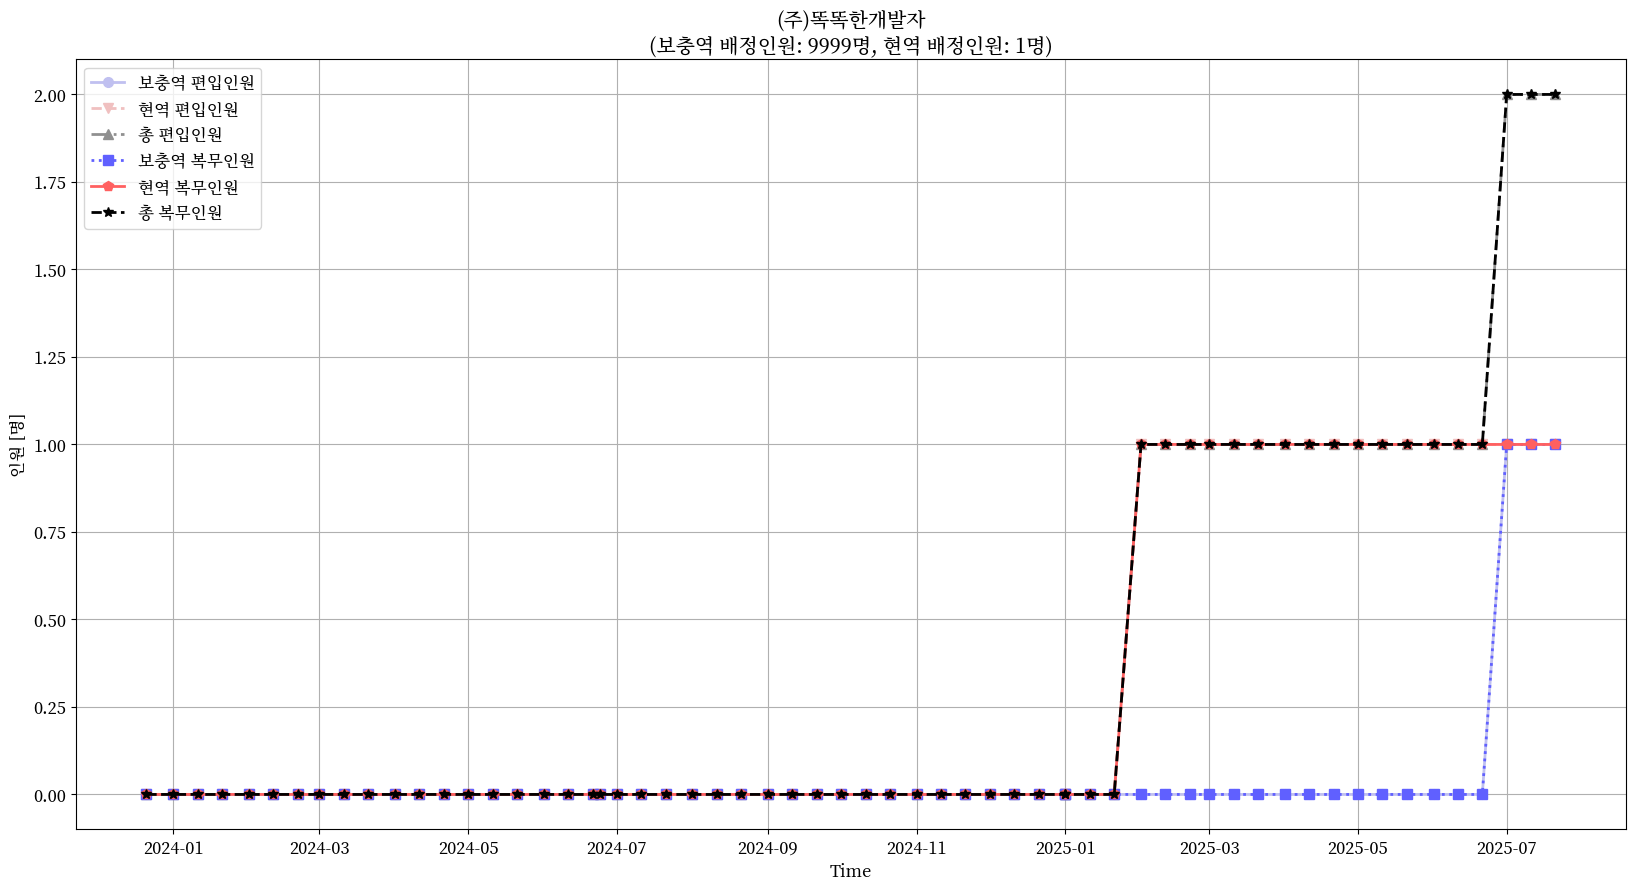 (주)똑똑한개발자
(보충역 배정인원: 9999명, 현역 배정인원: 1명)
보충역 편입인원
현역 편입인원
총 편입인원
보충역 복무인원
현역 복무인원
총 복무인원
2.00
1.75
1.50
1.25
1.00
0.75
0.50
0.25
0.00
인원 [명]
2024-01 2024-03 2024-05 2024-07 2024-09 2024-11 2025-01 2025-03 2025-05 2025-07
Time